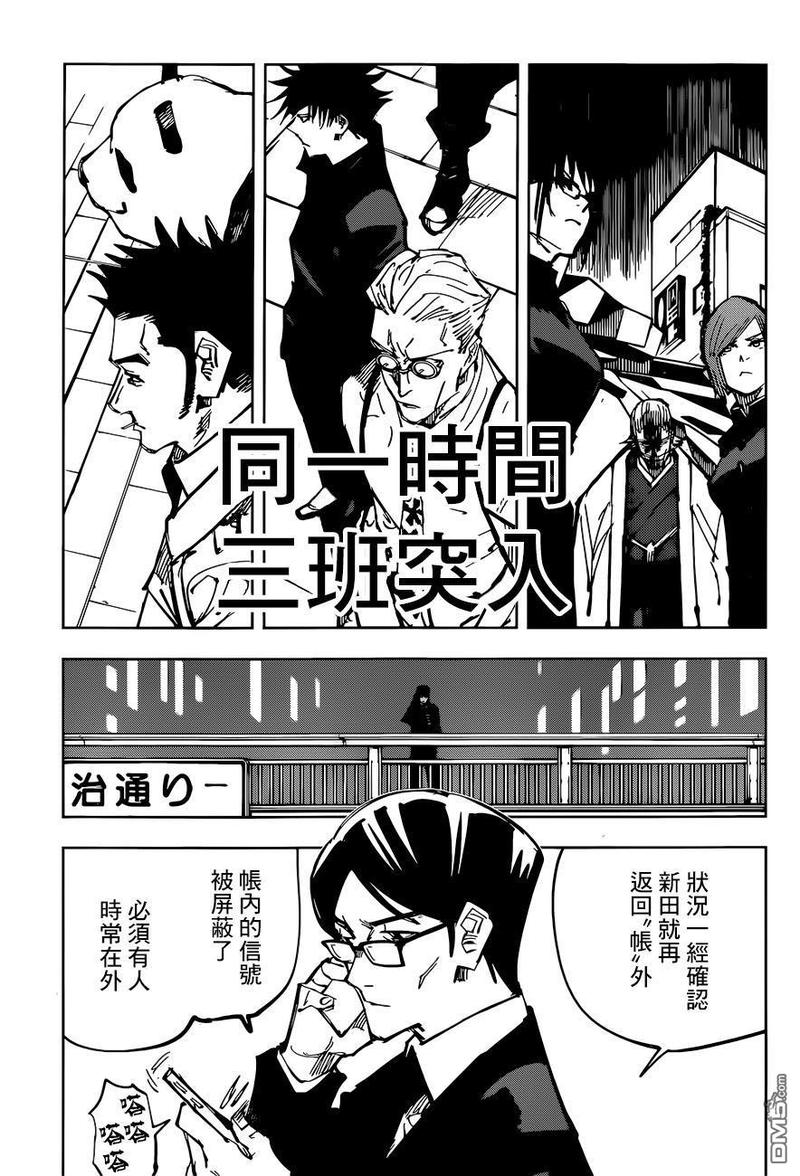 同一時間
三班突入
治通り一
狀況一經確認
新田就再
返回〝帳〞外
帳內的信號
被屏蔽了
必須有人
時常在外
嗒嗒
嗒嗒
嗒
DM5.com